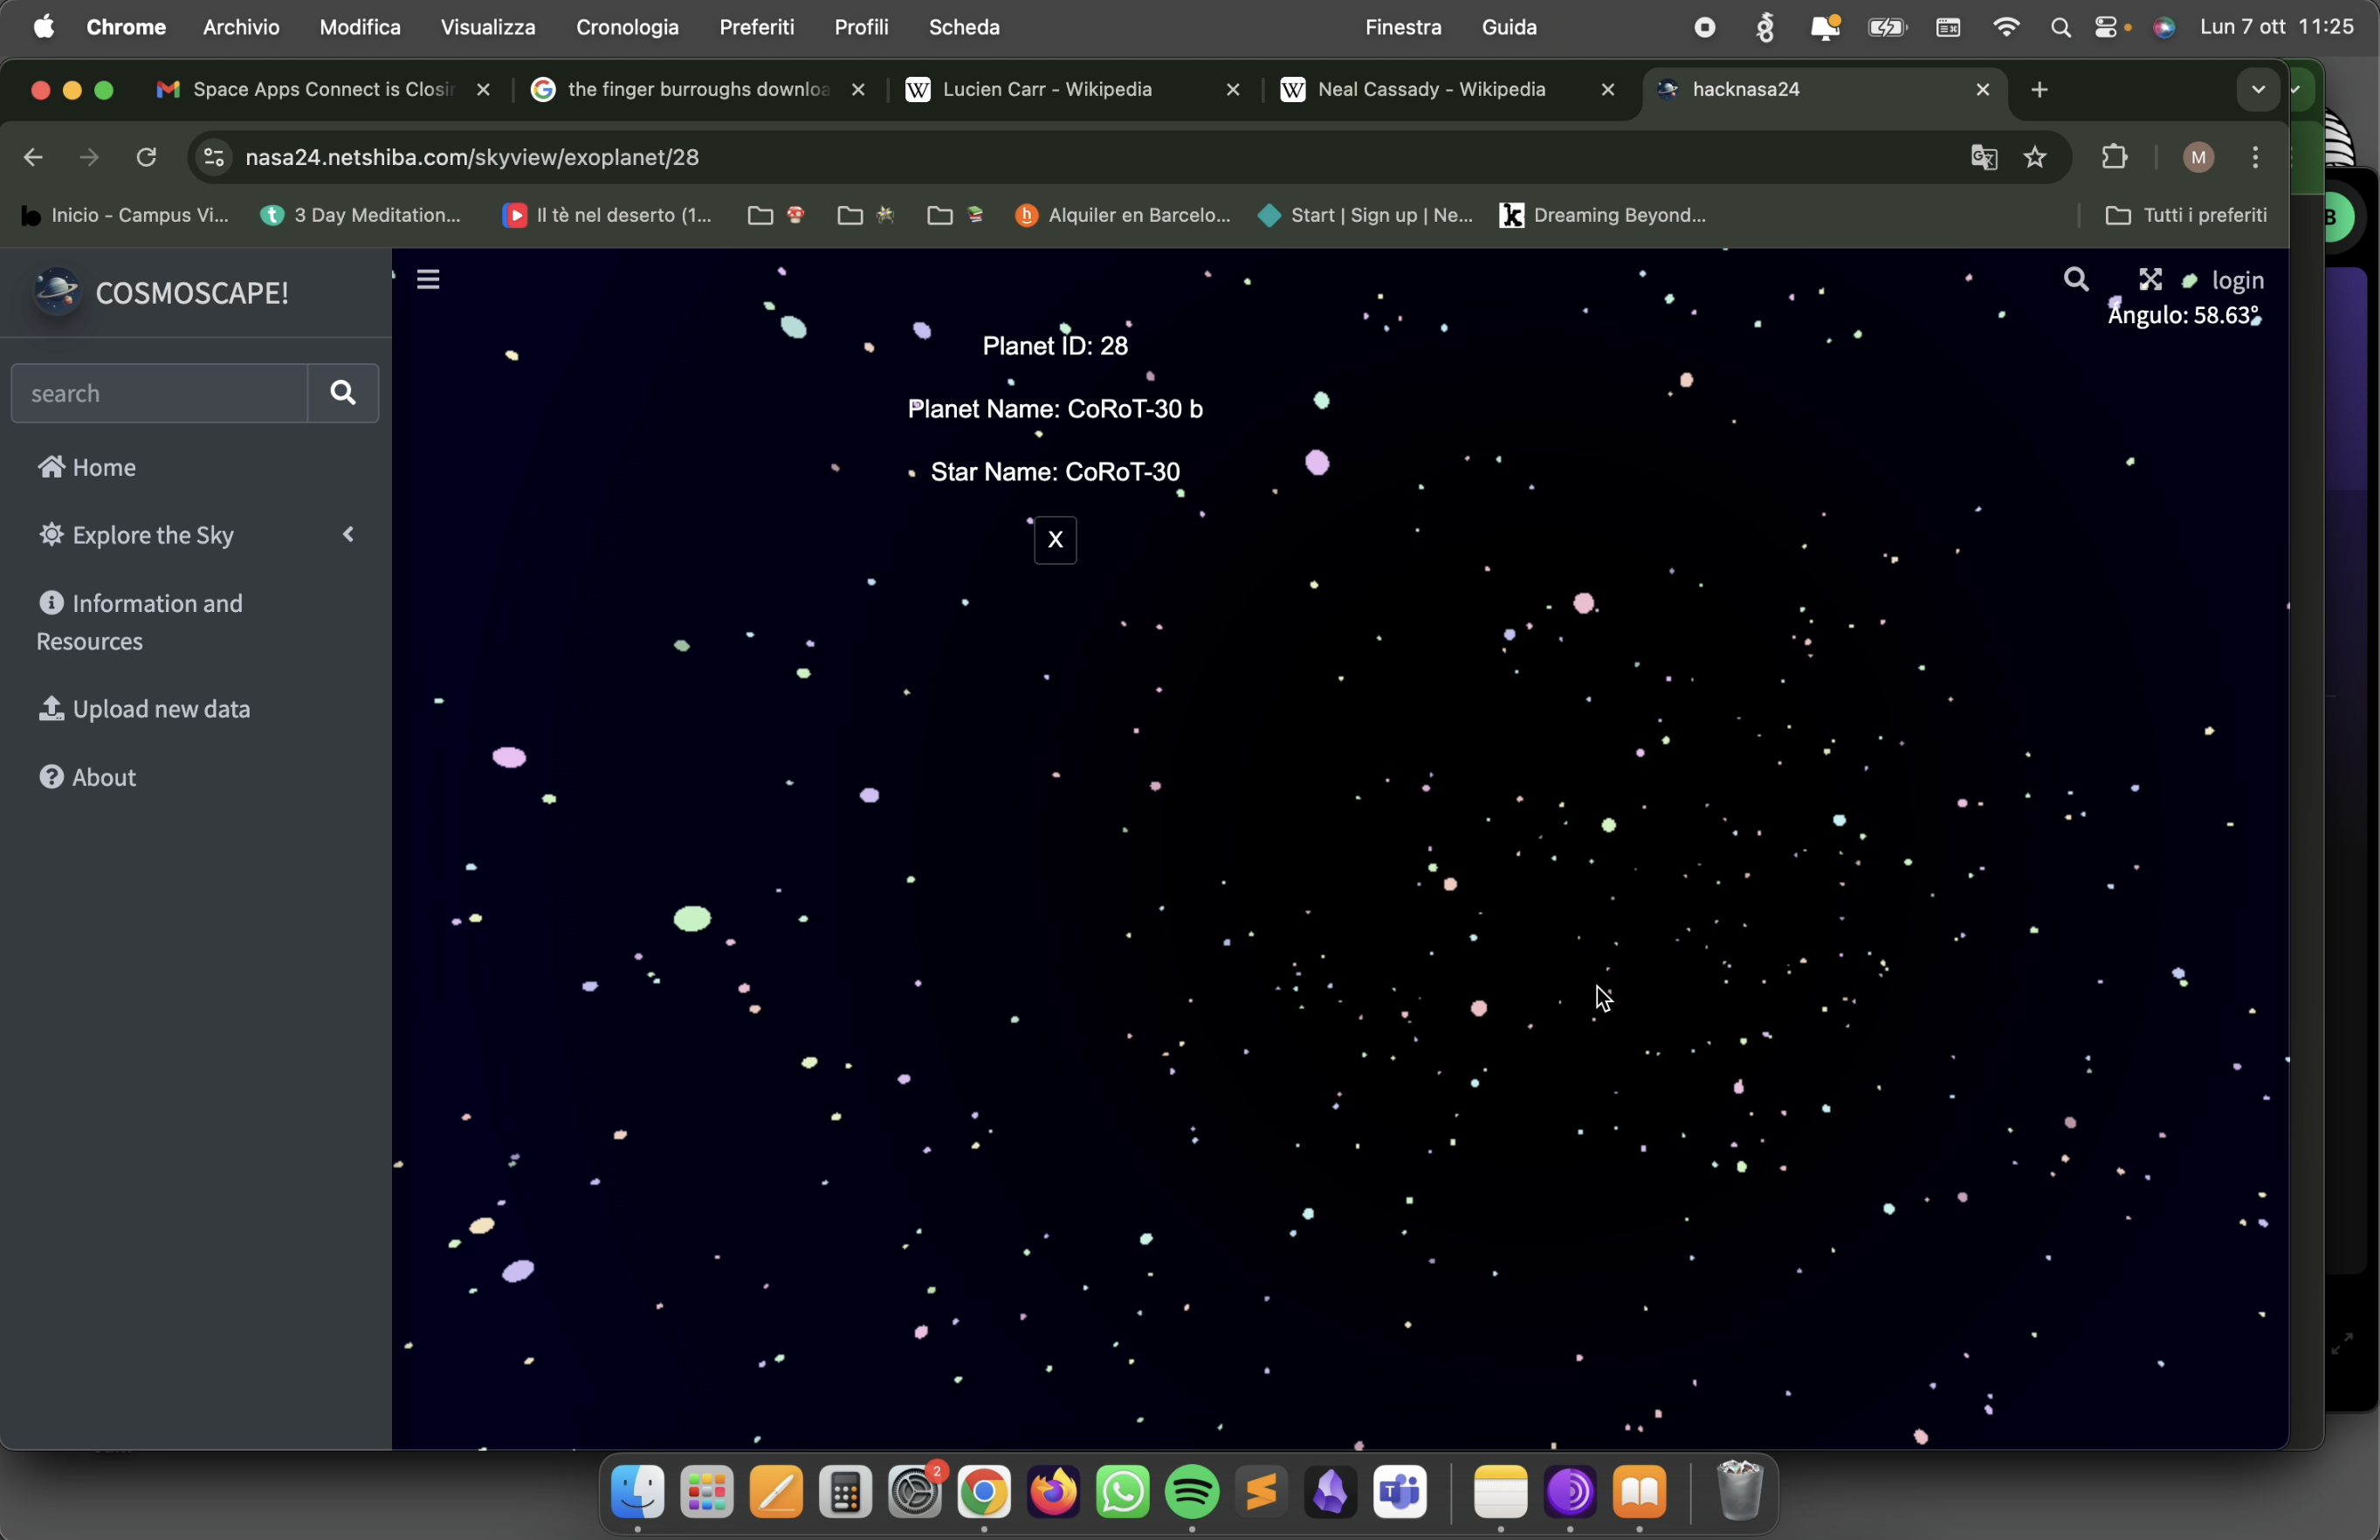 Chrome Archivio Modifica Visualizza Cronologia Preferiti Profili Scheda Finestra Guida Lun 7 ott 11:25
Space Apps Connect is Closin
the finger burroughs downloa
Lucien Carr - Wikipedia
Neal Cassady - Wikipedia
hacknasa24
nasa24.netshiba.com/skyview/exoplanet/28
M
Inicio - Campus Vi...
3 Day Meditation...
Il tè nel deserto (1...
Alquiler en Barcelo...
Start | Sign up | Ne...
Dreaming Beyond...
Tutti i preferiti
B
COSMOSCAPE!
login
Angulo: 58.63°
search
Planet ID: 28
Planet Name: CoRoT-30 b
Star Name: CoRoT-30
X
Home
Explore the Sky
Information and
Resources
Upload new data
About
2